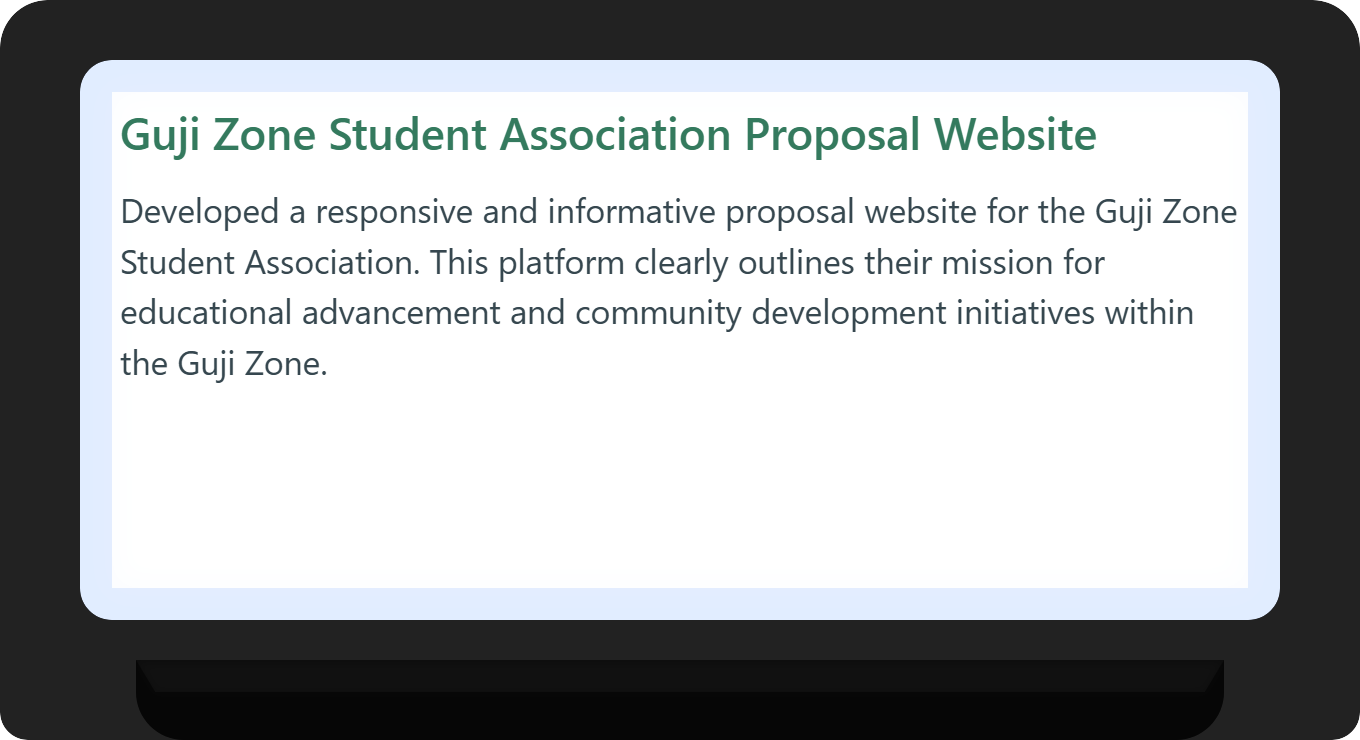 Guji Zone Student Association Proposal Website
Developed a responsive and informative proposal website for the Guji Zone
Student Association. This platform clearly outlines their mission for
educational advancement and community development initiatives within
the Guji Zone.